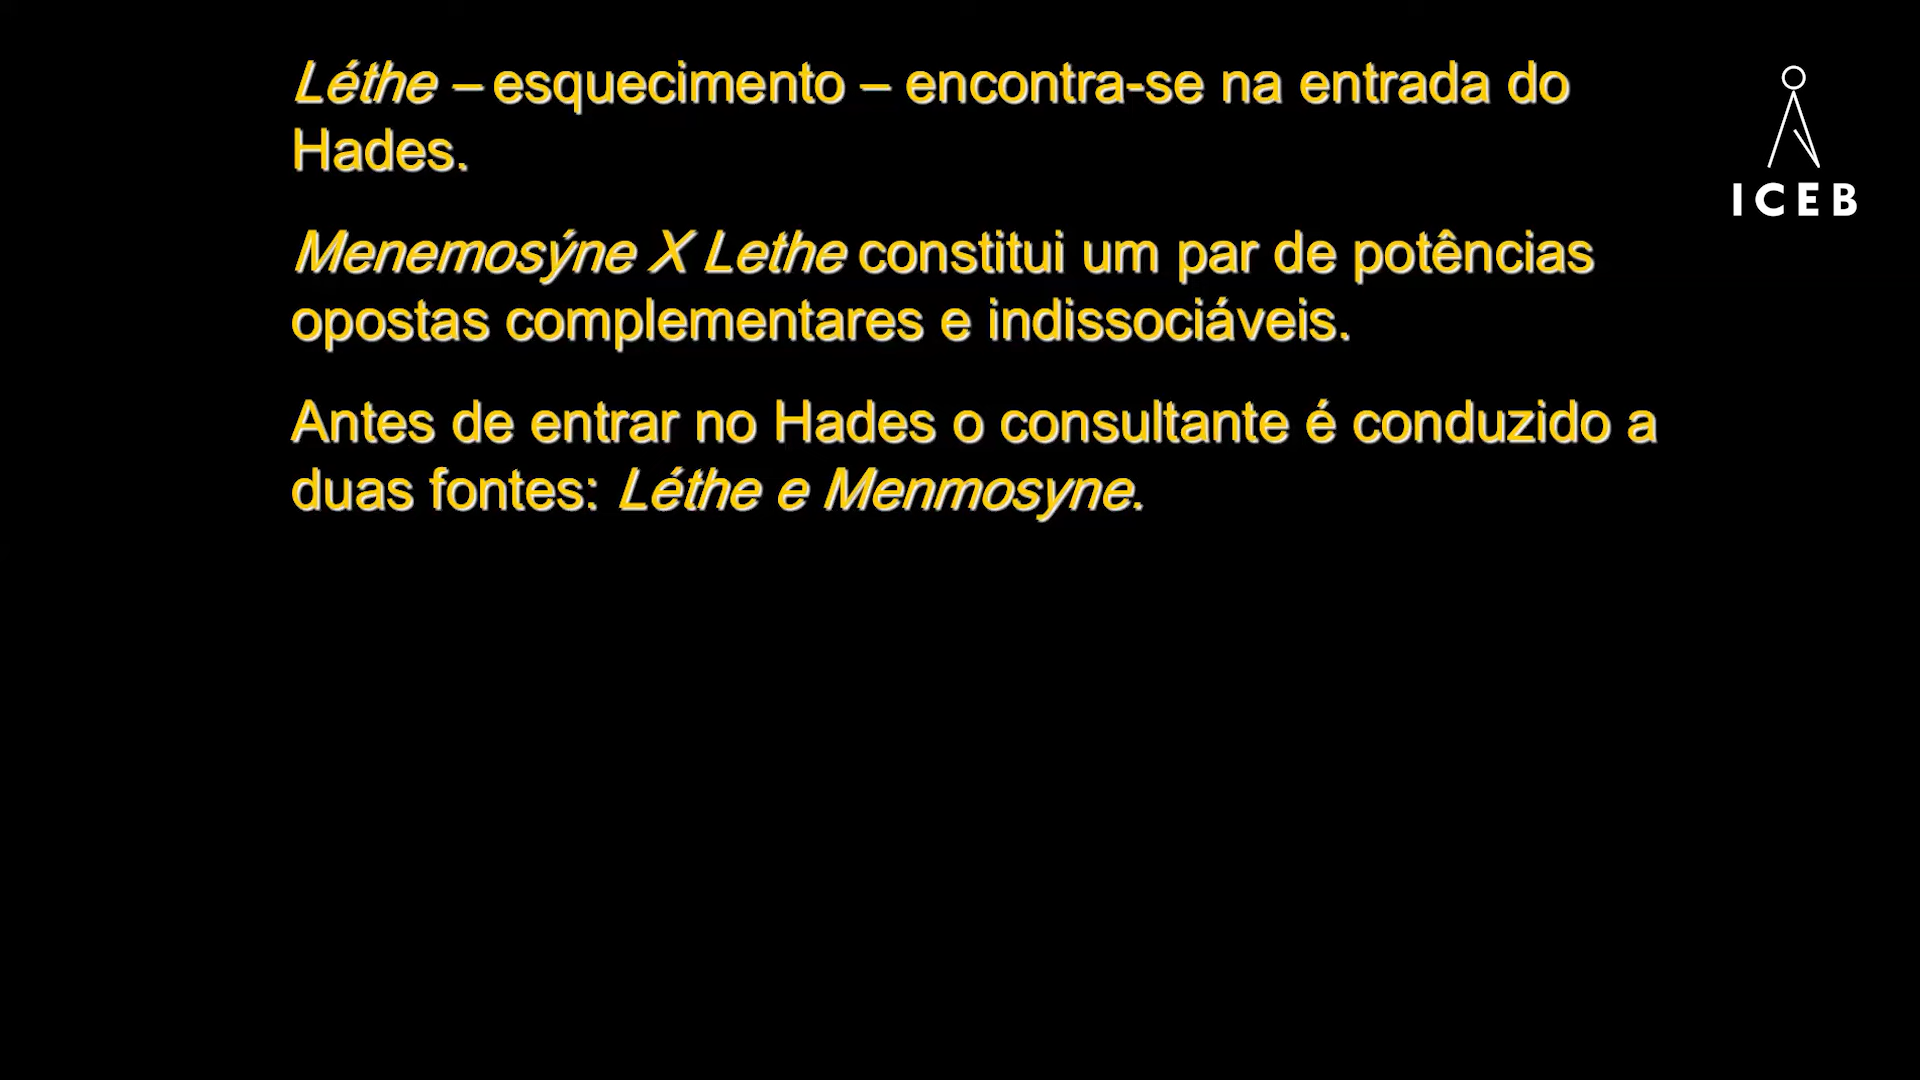 Léthe – esquecimento – encontra-se na entrada do
Hades.
Menemosýne X Lethe constitui um par de potências
opostas complementares e indissociáveis.
Antes de entrar no Hades o consultante é conduzido a
duas fontes: Léthe e Menmosyne.
ICEB